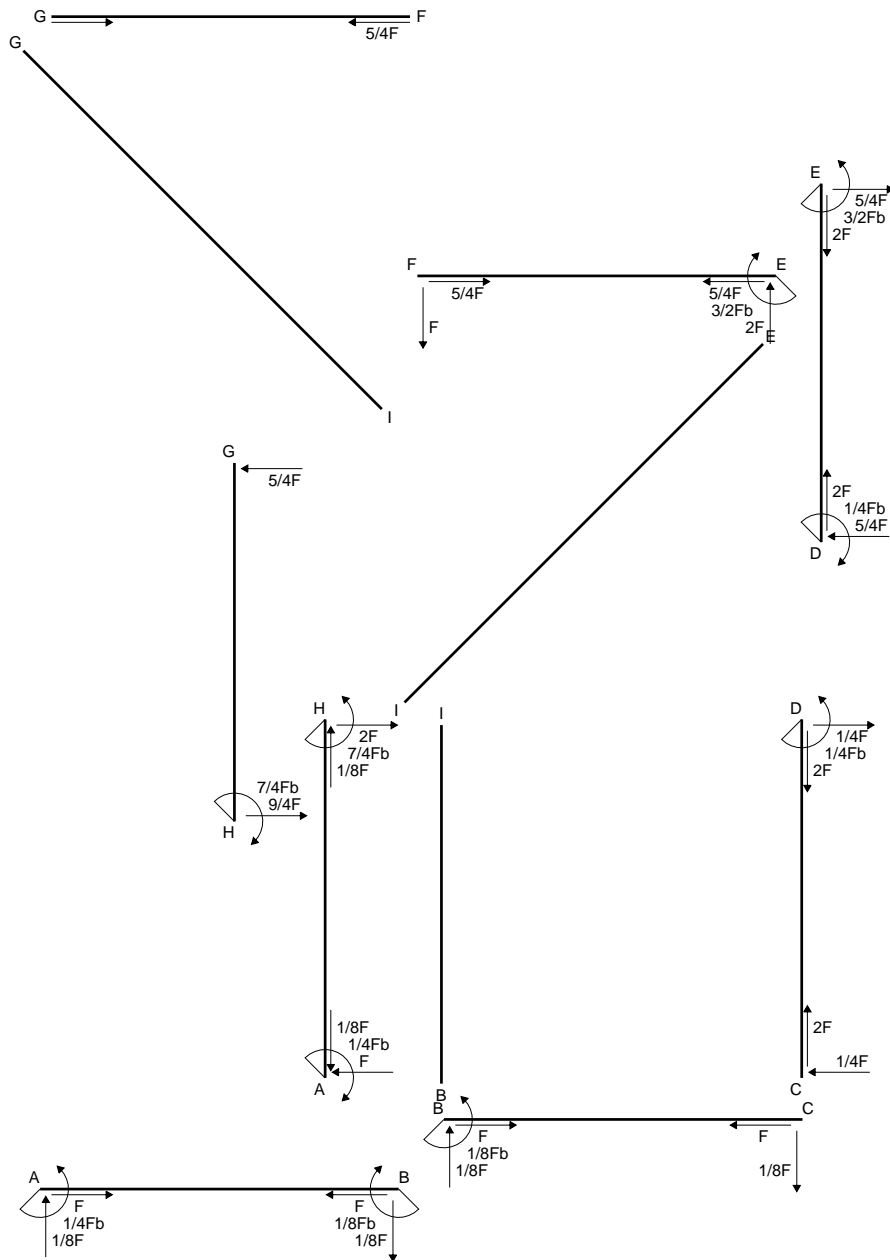 G F
5/4F
G
E
5/4F
3/2Fb
2F
F E
5/4F 5/4F
3/2Fb
F 2F
E
I
G
5/4F
2F
1/4Fb
5/4F
D
H I I D
2F 1/4F
7/4Fb 1/4Fb
1/8F 2F
7/4Fb
9/4F
H
1/8F 2F
1/4Fb
F 1/4F
A B C
B C
F F
1/8Fb
1/8F 1/8F
A B
F F
1/4Fb 1/8Fb
1/8F 1/8F